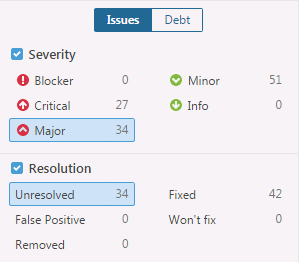 Issues Debt
Severity
Blocker 0 Minor 51
Critical 27 Info 0
Major 34
Resolution
Unresolved 34 Fixed 42
False Positive 0 Won't fix 0
Removed 0